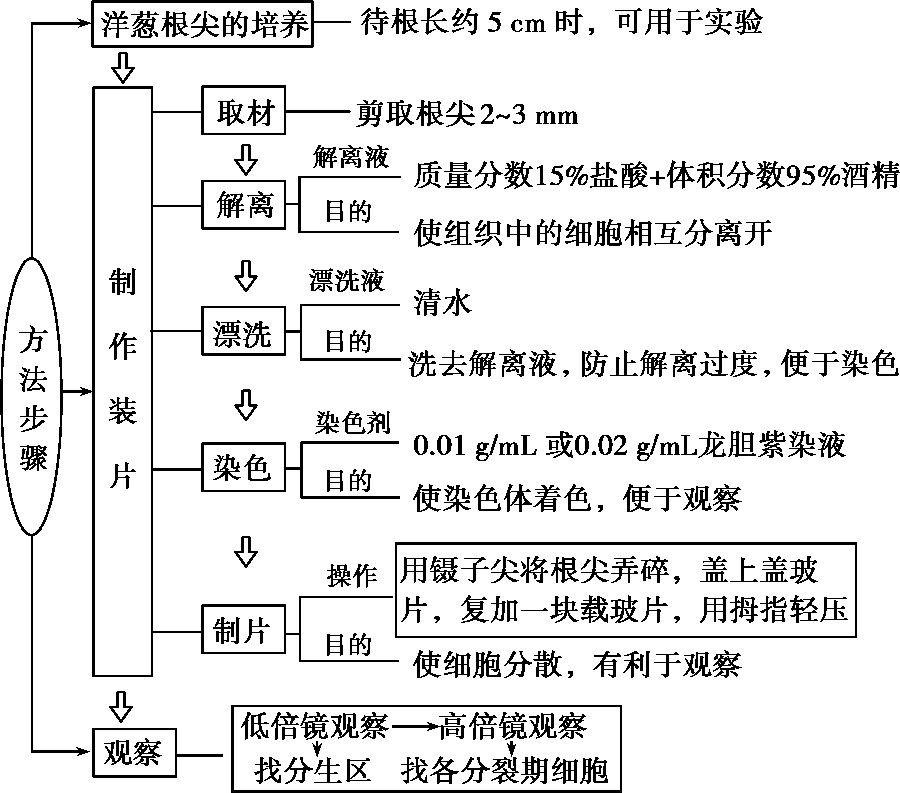 洋葱根尖的培养
待根长约 5 cm 时，可用于实验
取材
剪取根尖 2~3 mm
解离
解离液
质量分数15%盐酸+体积分数95%酒精
目的
使组织中的细胞相互分离开
漂洗
漂洗液
清水
目的
洗去解离液，防止解离过度，便于染色
染色
染色剂
0.01 g/mL 或0.02 g/mL龙胆紫染液
目的
使染色体着色，便于观察
制片
操作
用镊子尖将根尖弄碎，盖上盖玻
片，复加一块载玻片，用拇指轻压
目的
使细胞分散，有利于观察
制作装片
方法步骤
观察
低倍镜观察
高倍镜观察
找分生区
找各分裂期细胞